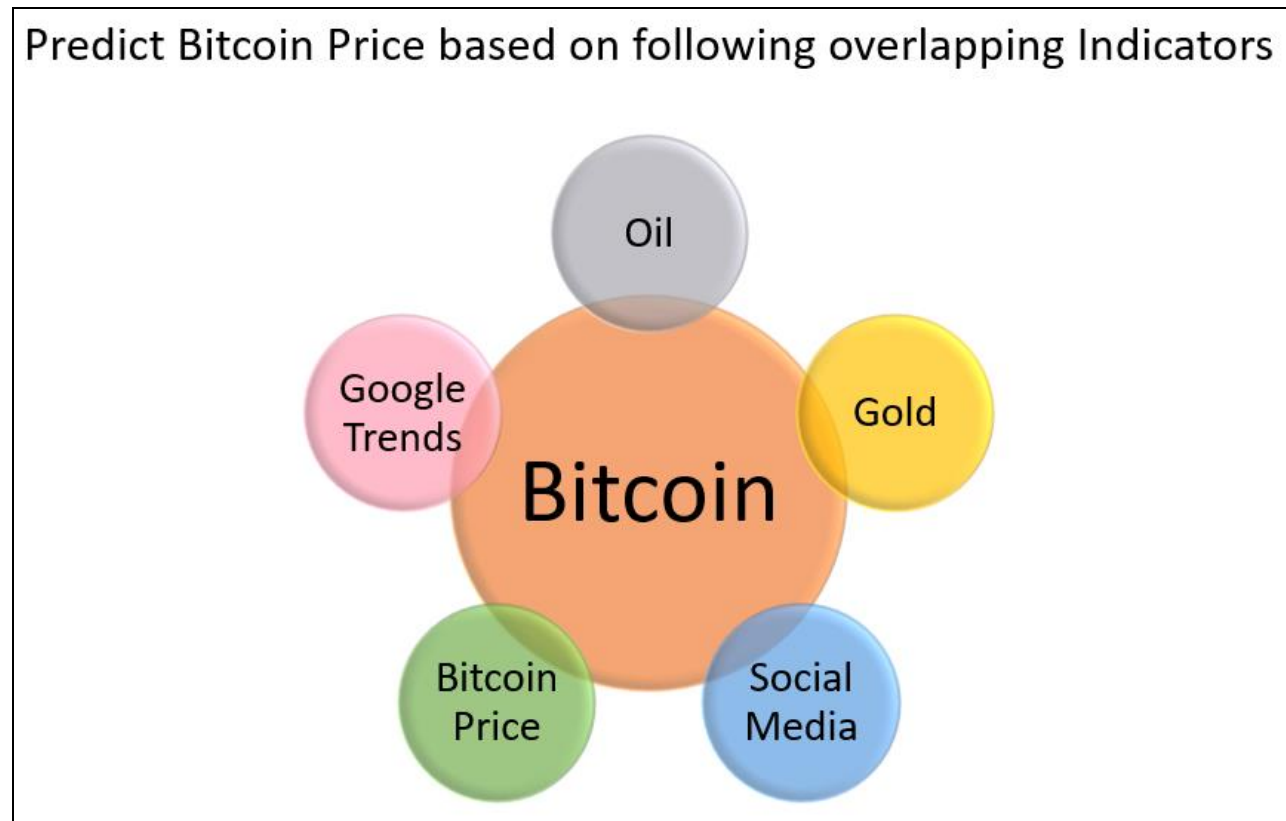 Predict Bitcoin Price based on following overlapping Indicators
Oil
Google
Trends
Gold
Bitcoin
Bitcoin
Price
Social
Media